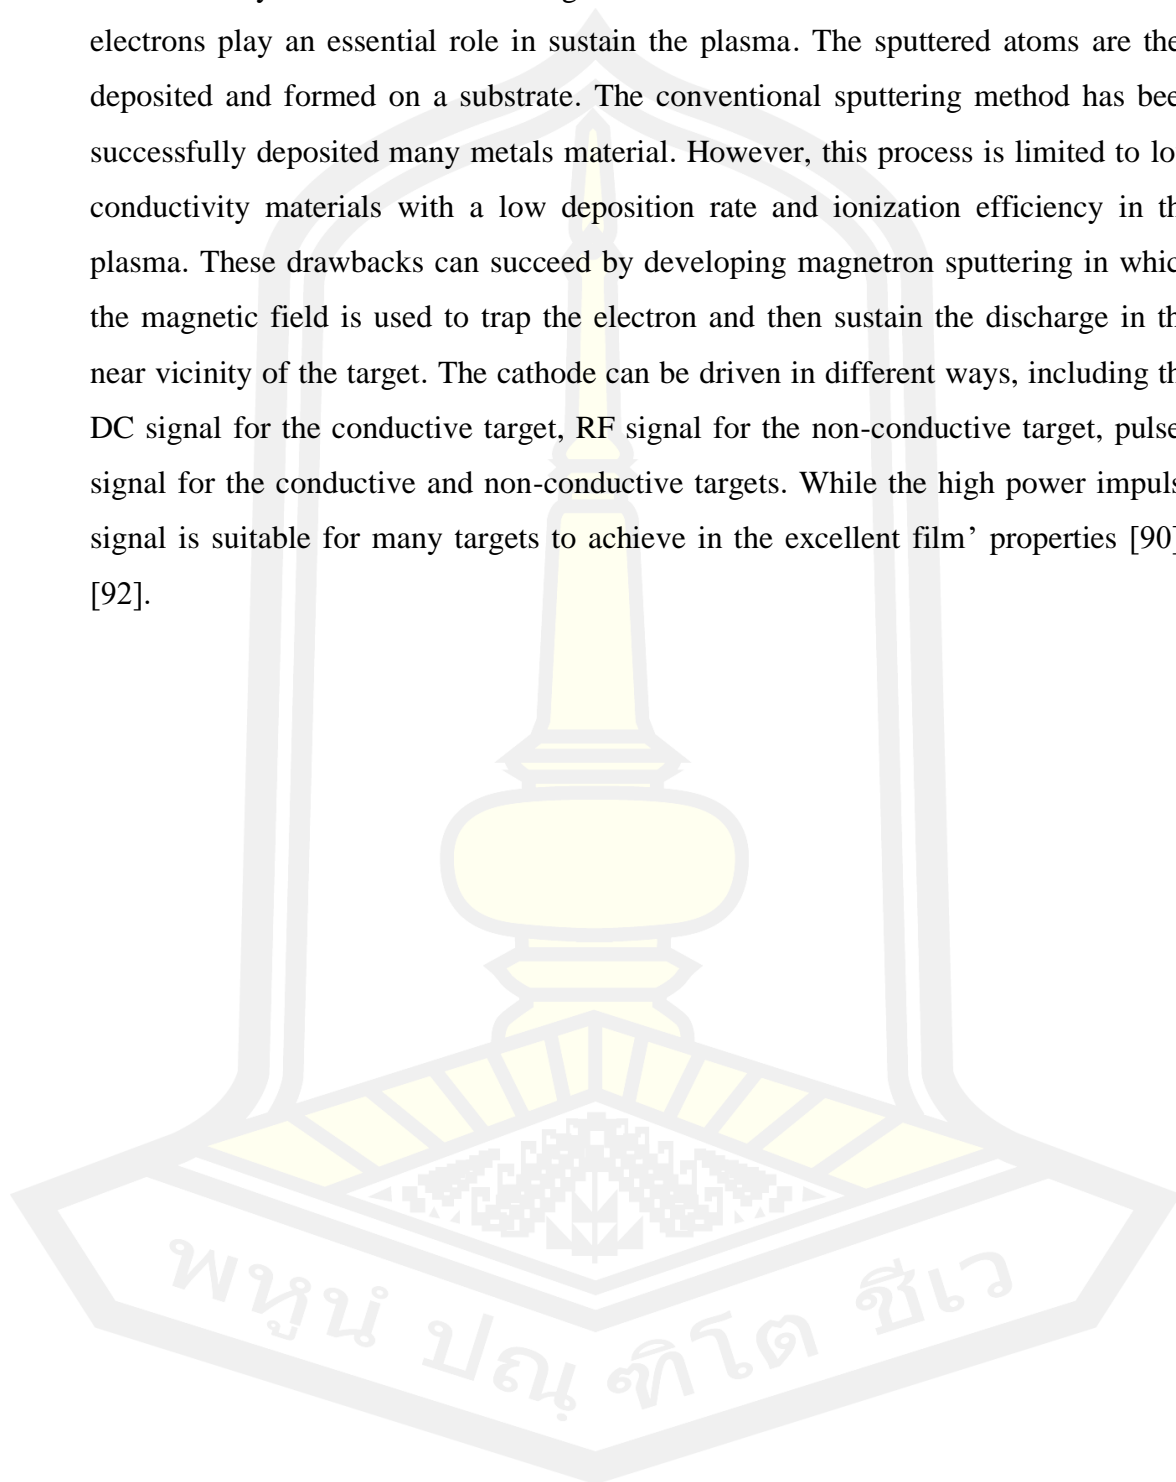 electrons play an essential role in sustain the plasma. The sputtered atoms are the
deposited and formed on a substrate. The conventional sputtering method has bee
successfully deposited many metals material. However, this process is limited to lo
conductivity materials with a low deposition rate and ionization efficiency in th
plasma. These drawbacks can succeed by developing magnetron sputtering in whic
the magnetic field is used to trap the electron and then sustain the discharge in th
near vicinity of the target. The cathode can be driven in different ways, including th
DC signal for the conductive target, RF signal for the non-conductive target, pulse
signal for the conductive and non-conductive targets. While the high power impuls
signal is suitable for many targets to achieve in the excellent film’ properties [90]
[92].
พหูนํ ปณฺฑิโต ชีเว